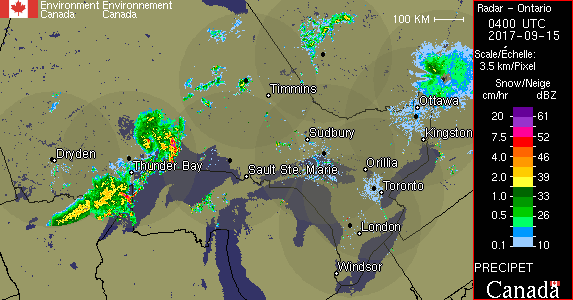 Environment Environnement
Canada Canada
100 KM
Timmins
Ottawa
Sudbury
Kingston
Dryden
Thunder Bay
Sault Ste. Marie
Orillia
Toronto
London
Windsor
Radar - Ontario
0400 UTC
2017-09-15
Scale/Échelle:
3.5 km/Pixel
Snow/Neige
cm/hr dBZ
20 61
7.5 52
4.0 46
2.0 39
1.0 33
0.5 26
0.1 10
PRECIPET
Canada